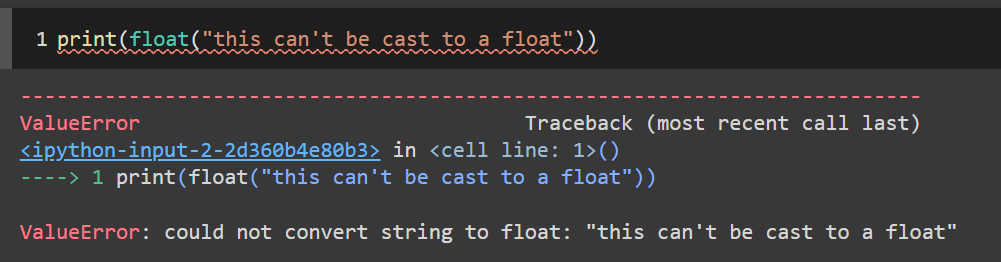 1 print(float("this can't be cast to a float"))
---------------------------------------------------------------------------
ValueError                                Traceback (most recent call last)
<ipython-input-2-2d360b4e80b3> in <cell line: 1>()
----> 1 print(float("this can't be cast to a float"))
ValueError: could not convert string to float: "this can't be cast to a float"